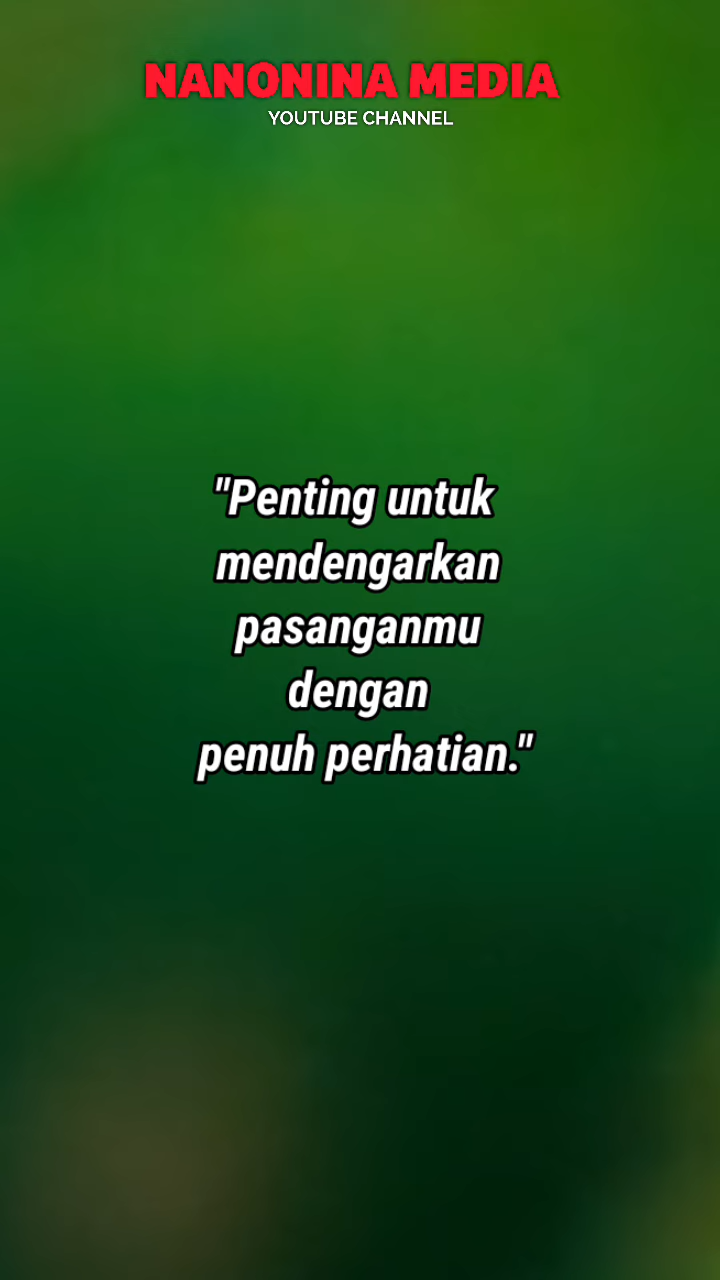 NANONINA MEDIA
YOUTUBE CHANNEL
"Penting untuk
mendengarkan
pasanganmu
dengan
penuh perhatian."